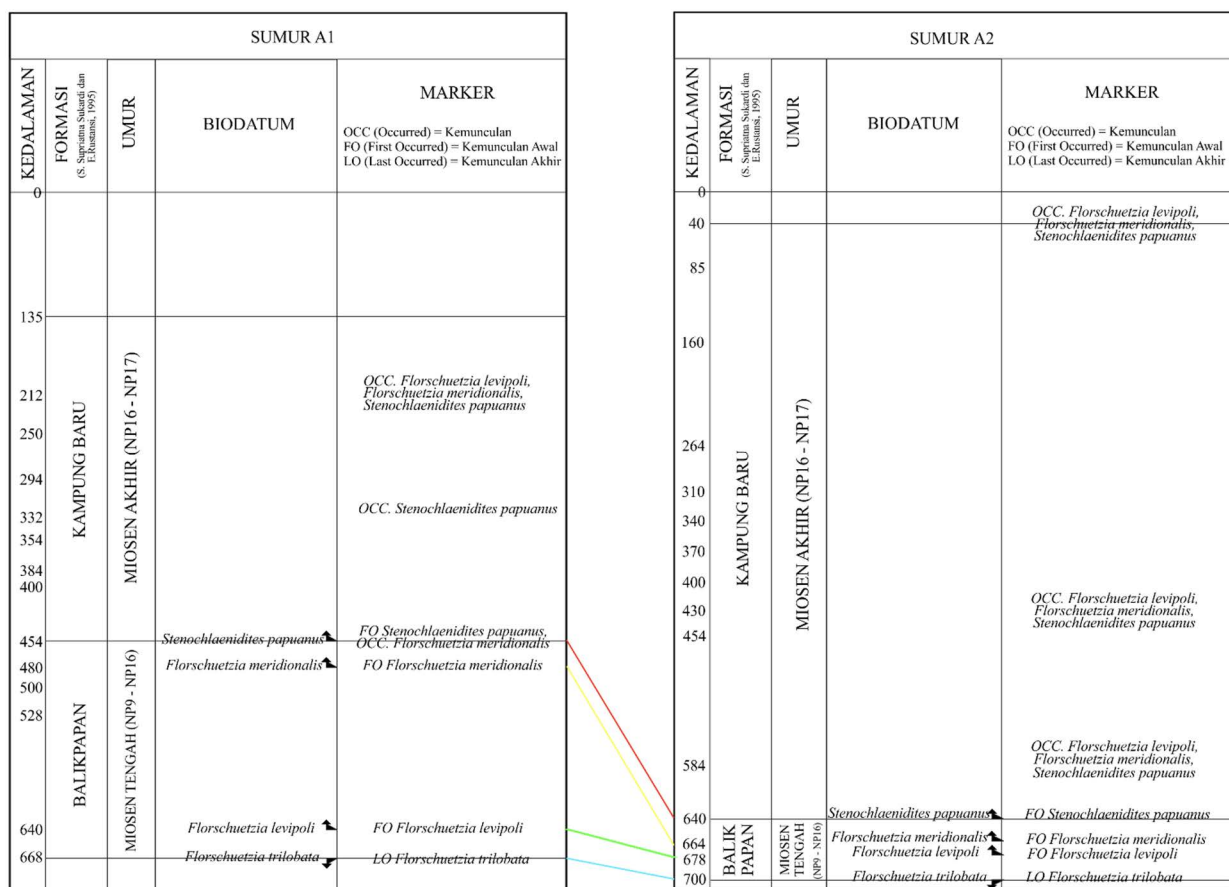 SUMUR A1
KEDALAMAN
FORMASI
(S. Supriatna Sukardi dan
E.Rustansi, 1995)
UMUR
BIODATUM
MARKER
OCC (Occurred) = Kemunculan
FO (First Occurred) = Kemunculan Awal
LO (Last Occurred) = Kemunculan Akhir
0
135
212
250
294
332
354
384
400
454
480
500
528
640
668
KAMPUNG BARU
BALIKPAPAN
MIOSEN AKHIR (NP16 - NP17)
MIOSEN TENGAH (NP9 - NP16)
Stenochlaenidites papuanus
Florschuetzia meridionalis
Florschuetzia levipoli
Florschuetzia trilobata
OCC. Florschuetzia levipoli,
Florschuetzia meridionalis,
Stenochlaenidites papuanus
OCC. Stenochlaenidites papuanus
FO Stenochlaenidites papuanus,
OCC. Florschuetzia meridionalis
FO Florschuetzia meridionalis
FO Florschuetzia levipoli
LO Florschuetzia trilobata
SUMUR A2
KEDALAMAN
FORMASI
(S. Supriatna Sukardi dan
E.Rustansi, 1995)
UMUR
BIODATUM
MARKER
OCC (Occurred) = Kemunculan
FO (First Occurred) = Kemunculan Awal
LO (Last Occurred) = Kemunculan Akhir
0
40
85
160
264
310
340
370
400
430
454
584
640
664
678
700
KAMPUNG BARU
BALIK
PAPAN
MIOSEN AKHIR (NP16 - NP17)
MIOSEN
TENGAH
(NP9 - NP16)
Stenochlaenidites papuanus
Florschuetzia meridionalis
Florschuetzia levipoli
Florschuetzia trilobata
OCC. Florschuetzia levipoli,
Florschuetzia meridionalis,
Stenochlaenidites papuanus
OCC. Florschuetzia levipoli,
Florschuetzia meridionalis,
Stenochlaenidites papuanus
OCC. Florschuetzia levipoli,
Florschuetzia meridionalis,
Stenochlaenidites papuanus
FO Stenochlaenidites papuanus
FO Florschuetzia meridionalis
FO Florschuetzia levipoli
LO Florschuetzia trilobata